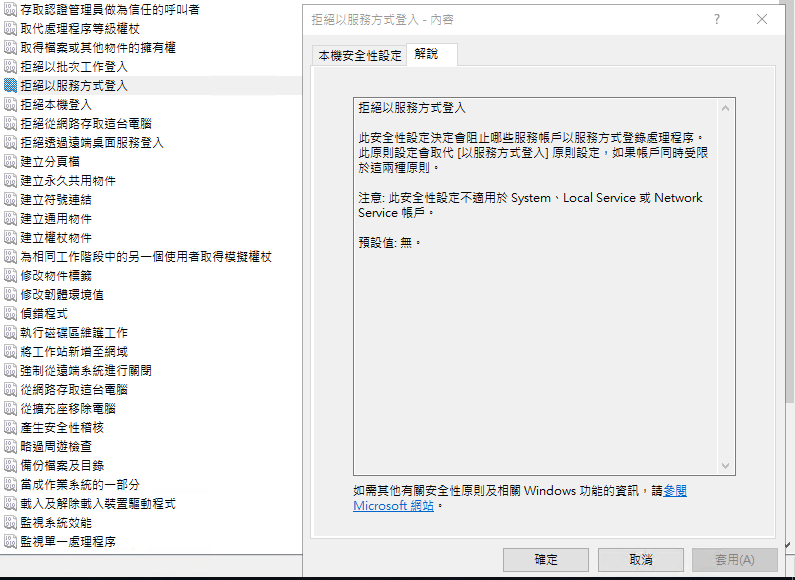 存取認證管理員做為信任的呼叫者
取代處理程序等級權杖
取得檔案或其他物件的擁有權
拒絕以批次工作登入
拒絕以服務方式登入
拒絕本機登入
拒絕從網路存取這台電腦
拒絕透過遠端桌面服務登入
建立分頁檔
建立永久共用物件
建立符號連結
建立通用物件
建立權杖物件
為相同工作階段中的另一個使用者取得模擬權杖
修改物件標籤
修改韌體環境值
偵錯程式
執行磁碟區維護工作
將工作站新增至網域
強制從遠端系統進行關閉
從網路存取這台電腦
從擴充座移除電腦
產生安全性稽核
略過周遊檢查
備份檔案及目錄
當成作業系統的一部分
載入及解除載入裝置驅動程式
監視系統效能
監視單一處理程序
拒絕以服務方式登入 - 內容
本機安全性設定 解說
拒絕以服務方式登入
此安全性設定決定會阻止哪些服務帳戶以服務方式登錄處理程序。
此原則設定會取代 [以服務方式登入] 原則設定，如果帳戶同時受限
於這兩種原則。
注意: 此安全性設定不適用於 System、Local Service 或 Network
Service 帳戶。
預設值: 無。
如需其他有關安全性原則及相關 Windows 功能的資訊，請參閱
Microsoft 網站。
確定 取消 套用(A)